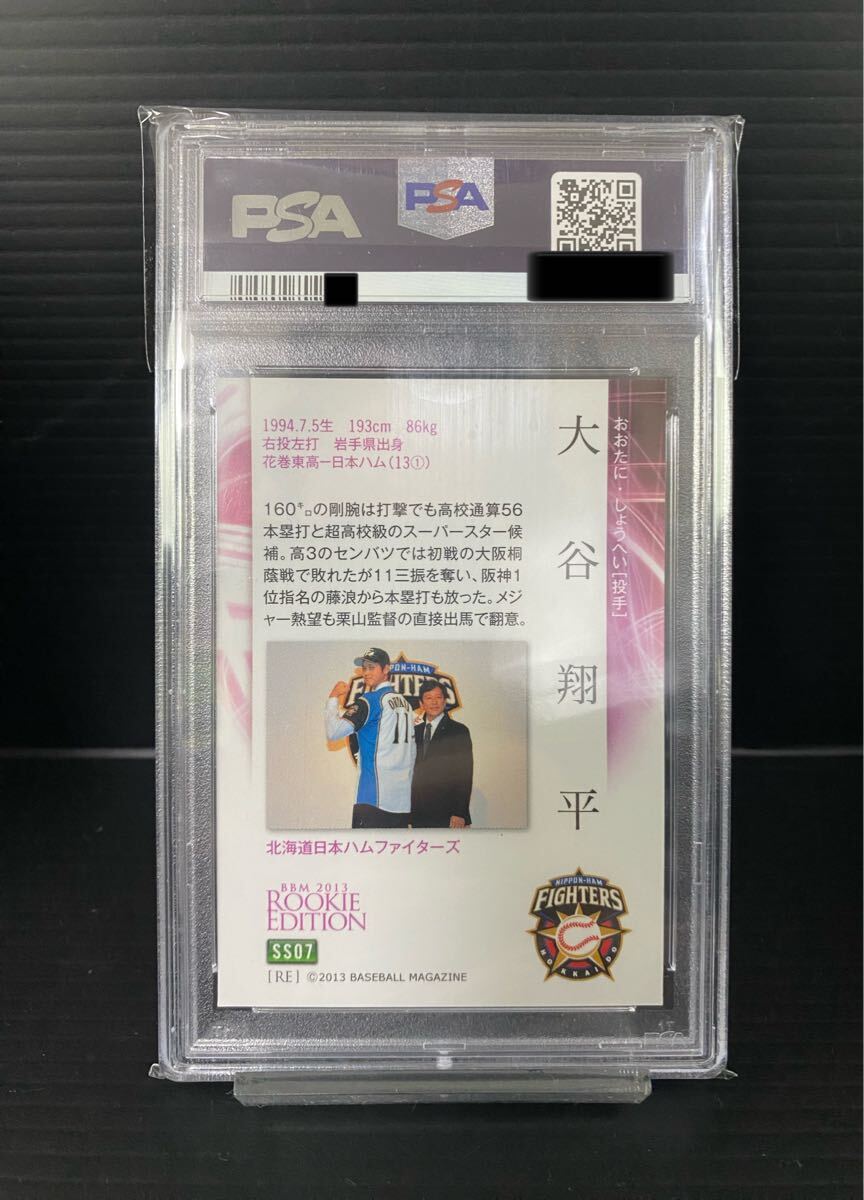 PSA
PSA
大谷翔平
おおたに・しょうへい[投手]
1994.7.5生 193cm 86kg
右投左打 岩手県出身
花巻東高ー日本ハム(13①)
160㌔の剛腕は打撃でも高校通算56
本塁打と超高校級のスーパースター候
補。高3のセンバツでは初戦の大阪桐
蔭戦で敗れたが11三振を奪い、阪神1
位指名の藤浪から本塁打も放った。メジ
ャー熱望も栗山監督の直接出馬で翻意。
NIPPON-HAM
FIGHTERS
OHTANI
11
北海道日本ハムファイターズ
BBM 2013
ROOKIE
EDITION
SS07
[RE] ©2013 BASEBALL MAGAZINE
NIPPON-HAM
FIGHTERS
HOKKAIDO
PSA